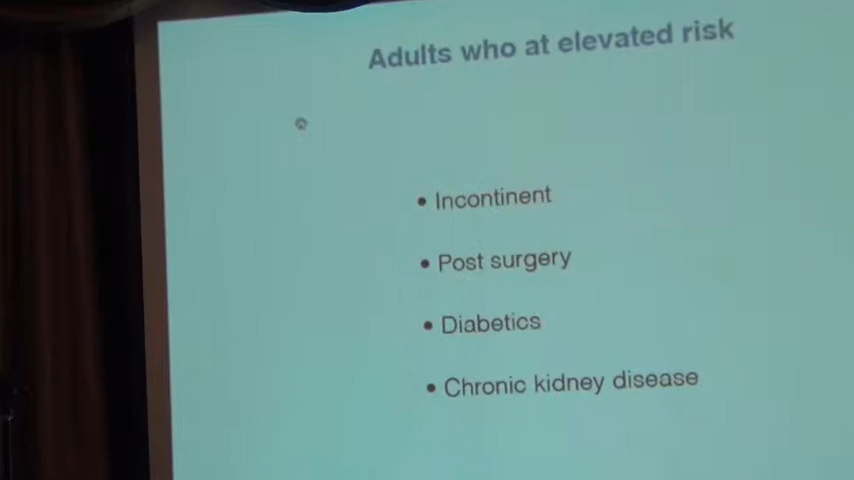 Adults who at elevated risk
• Incontinent
• Post surgery
• Diabetics
• Chronic kidney disease